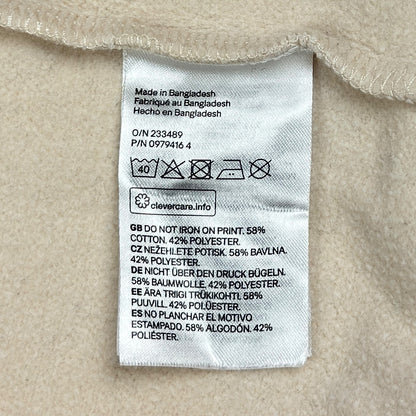 Made in Bangladesh
Fabriqué au Bangladesh
Hecho en Bangladesh
O/N 233489
P/N 0979416 4
40
clevercare.info
GB DO NOT IRON ON PRINT. 58%
COTTON. 42% POLYESTER.
CZ NEŽEHLETE POTISK. 58% BAVLNA.
42% POLYESTER.
DE NICHT ÜBER DEN DRUCK BÜGELN.
58% BAUMWOLLE. 42% POLYESTER.
EE ÄRA TRIIGI TRÜKIKOHTI. 58%
PUUVILL. 42% POLÜESTER.
ES NO PLANCHAR EL MOTIVO
ESTAMPADO. 58% ALGODÓN. 42%
POLIÉSTER.